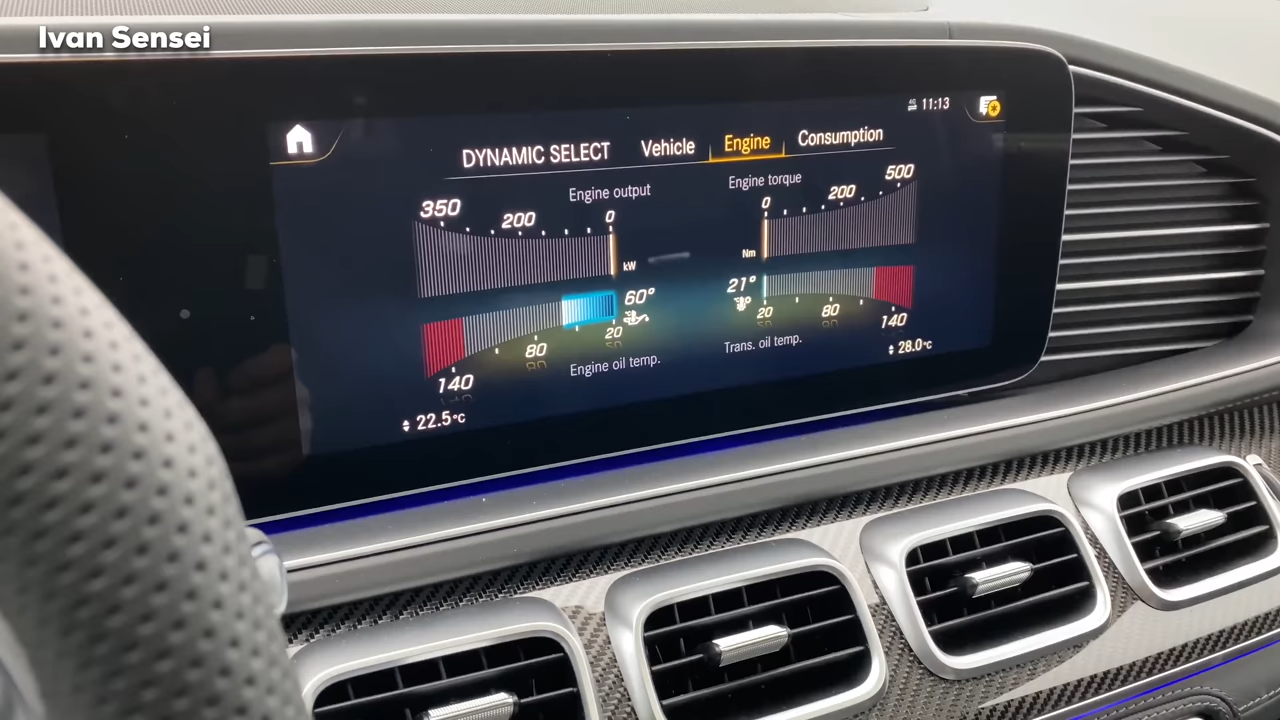 Ivan Sensei
4G 11:13
DYNAMIC SELECT Vehicle Engine Consumption
Engine output Engine torque
350 200 0 0 200 500
kW Nm
60° 21°
140 80 20 20 80 140
Engine oil temp. Trans. oil temp.
22.5°C 28.0°C